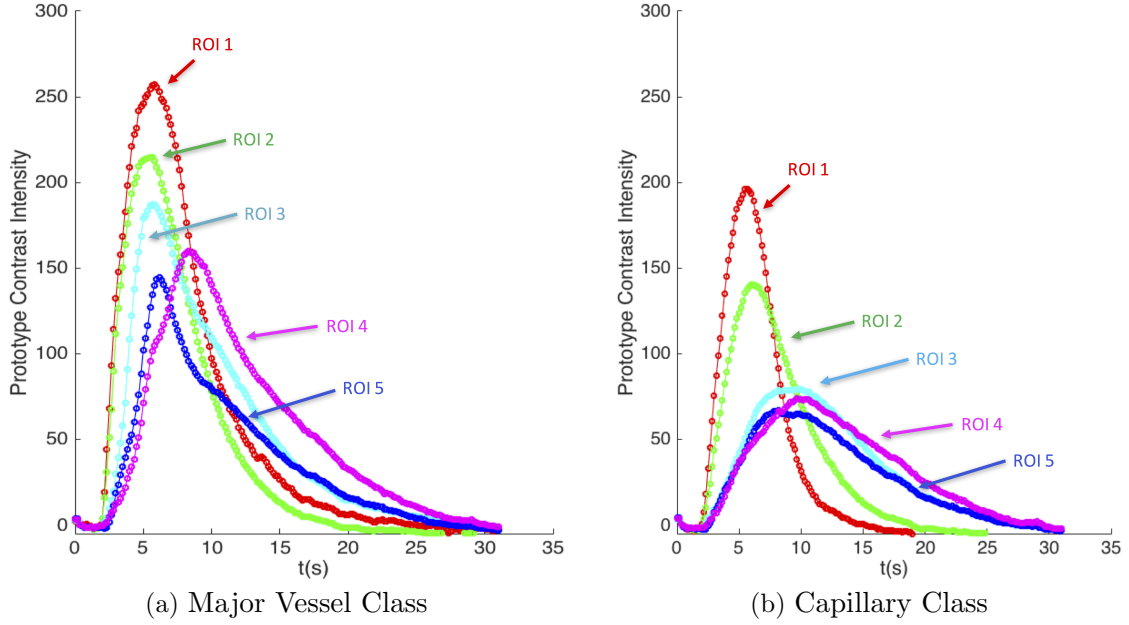 Prototype Contrast Intensity
300
250
200
150
100
50
0
0 5 10 15 20 25 30 35
t(s)
ROI 1
ROI 2
ROI 3
ROI 4
ROI 5
(a) Major Vessel Class
Prototype Contrast Intensity
300
250
200
150
100
50
0
0 5 10 15 20 25 30 35
t(s)
ROI 1
ROI 2
ROI 3
ROI 4
ROI 5
(b) Capillary Class